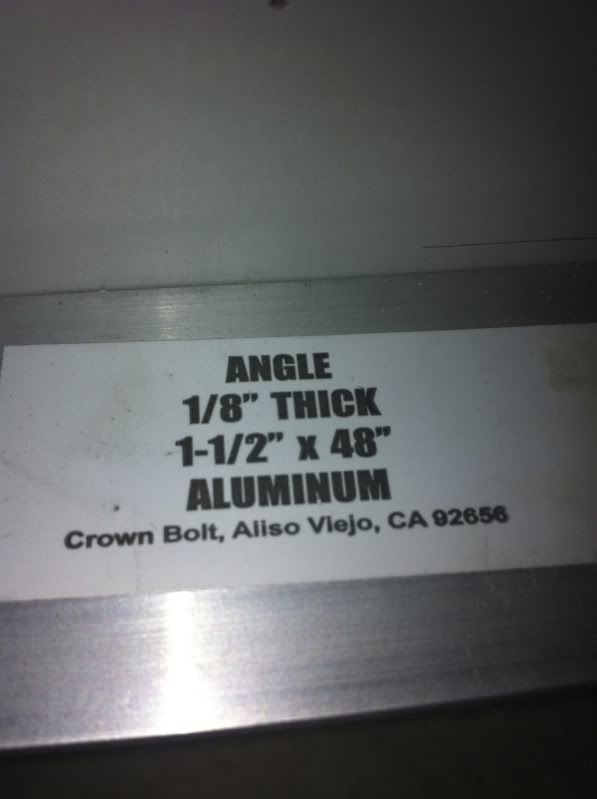 ANGLE
1/8” THICK
1-1/2” x 48”
ALUMINUM
Crown Bolt, Aliso Viejo, CA 92656